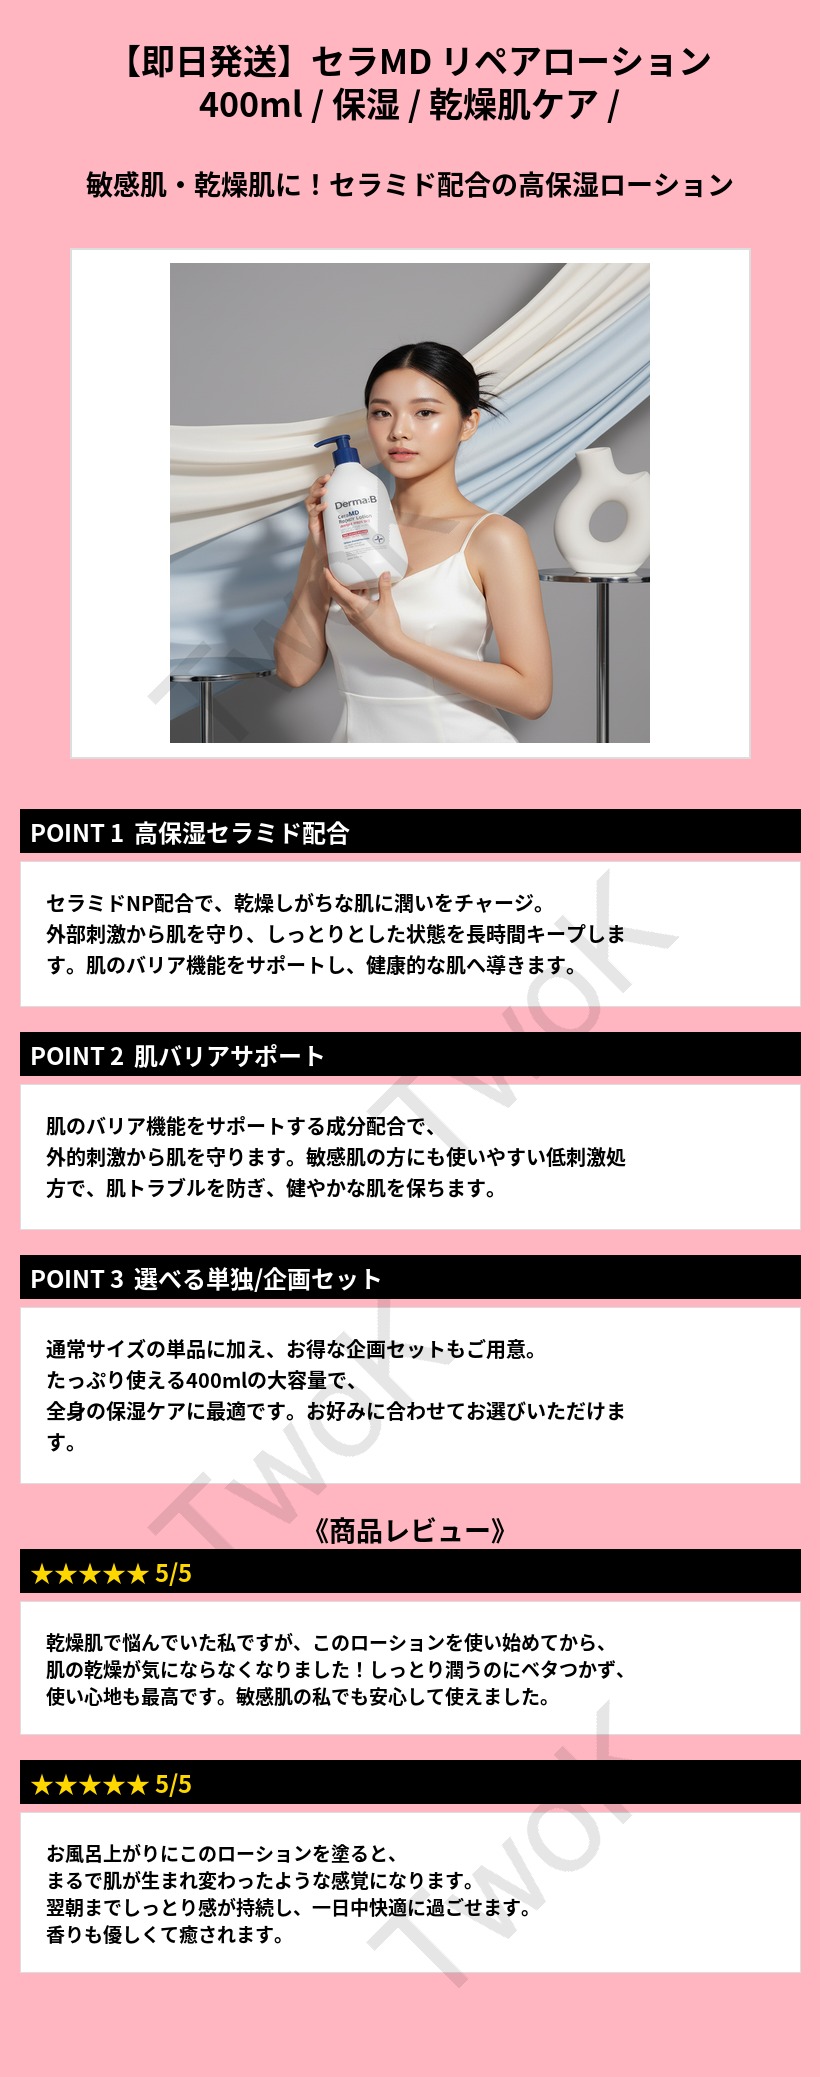 【即日発送】セラMD リペアローション
400ml / 保湿 / 乾燥肌ケア /
敏感肌・乾燥肌に！セラミド配合の高保湿ローション
Derma:B
CeraMD
Repair Lotion
TwoK
POINT 1 高保湿セラミド配合
セラミドNP配合で、乾燥しがちな肌に潤いをチャージ。
外部刺激から肌を守り、しっとりとした状態を長時間キープしま
す。肌のバリア機能をサポートし、健康的な肌へ導きます。
TwoK
POINT 2 肌バリアサポート
肌のバリア機能をサポートする成分配合で、
外的刺激から肌を守ります。敏感肌の方にも使いやすい低刺激処
方で、肌トラブルを防ぎ、健やかな肌を保ちます。
POINT 3 選べる単独/企画セット
通常サイズの単品に加え、お得な企画セットもご用意。
たっぷり使える400mlの大容量で、
全身の保湿ケアに最適です。お好みに合わせてお選びいただけま
す。
TwoK
《商品レビュー》
★★★★★ 5/5
乾燥肌で悩んでいた私ですが、このローションを使い始めてから、
肌の乾燥が気にならなくなりました！しっとり潤うのにベタつかず、
使い心地も最高です。敏感肌の私でも安心して使えました。
★★★★★ 5/5
お風呂上がりにこのローションを塗ると、
まるで肌が生まれ変わったような感覚になります。
翌朝までしっとり感が持続し、一日中快適に過ごせます。
香りも優しくて癒されます。
TwoK